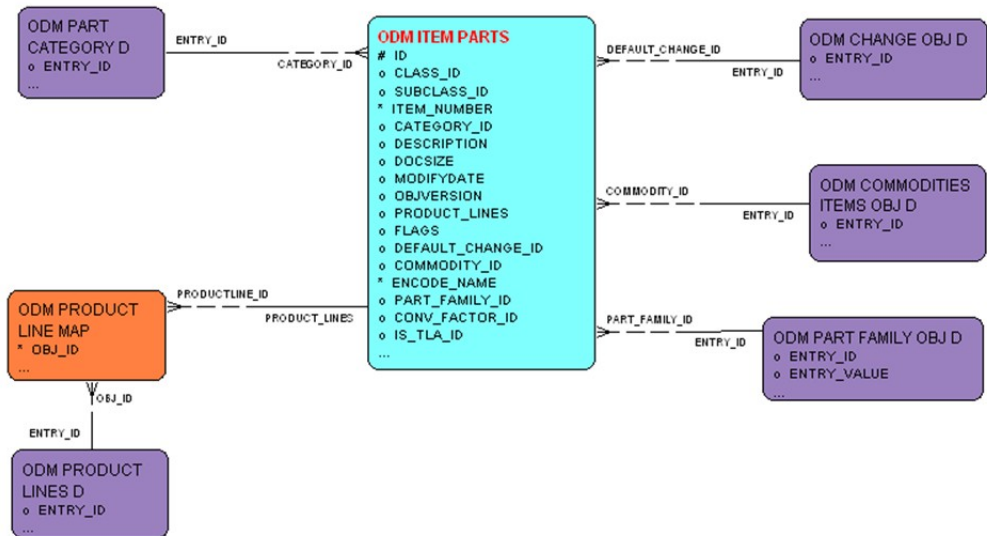 ODM PART
CATEGORY D
o ENTRY_ID
...
ENTRY_ID
CATEGORY_ID
ODM ITEM PARTS
# ID
o CLASS_ID
o SUBCLASS_ID
* ITEM_NUMBER
o CATEGORY_ID
o DESCRIPTION
o DOCSIZE
o MODIFYDATE
o OBJVERSION
o PRODUCT_LINES
o FLAGS
o DEFAULT_CHANGE_ID
o COMMODITY_ID
* ENCODE_NAME
o PART_FAMILY_ID
o CONV_FACTOR_ID
o IS_TLA_ID
...
DEFAULT_CHANGE_ID
ENTRY_ID
ODM CHANGE OBJ D
o ENTRY_ID
...
COMMODITY_ID
ENTRY_ID
ODM COMMODITIES
ITEMS OBJ D
o ENTRY_ID
...
PART_FAMILY_ID
ENTRY_ID
ODM PART FAMILY OBJ D
o ENTRY_ID
o ENTRY_VALUE
...
PRODUCTLINE_ID
PRODUCT_LINES
ODM PRODUCT
LINE MAP
* OBJ_ID
...
OBJ_ID
ENTRY_ID
ODM PRODUCT
LINES D
o ENTRY_ID
...